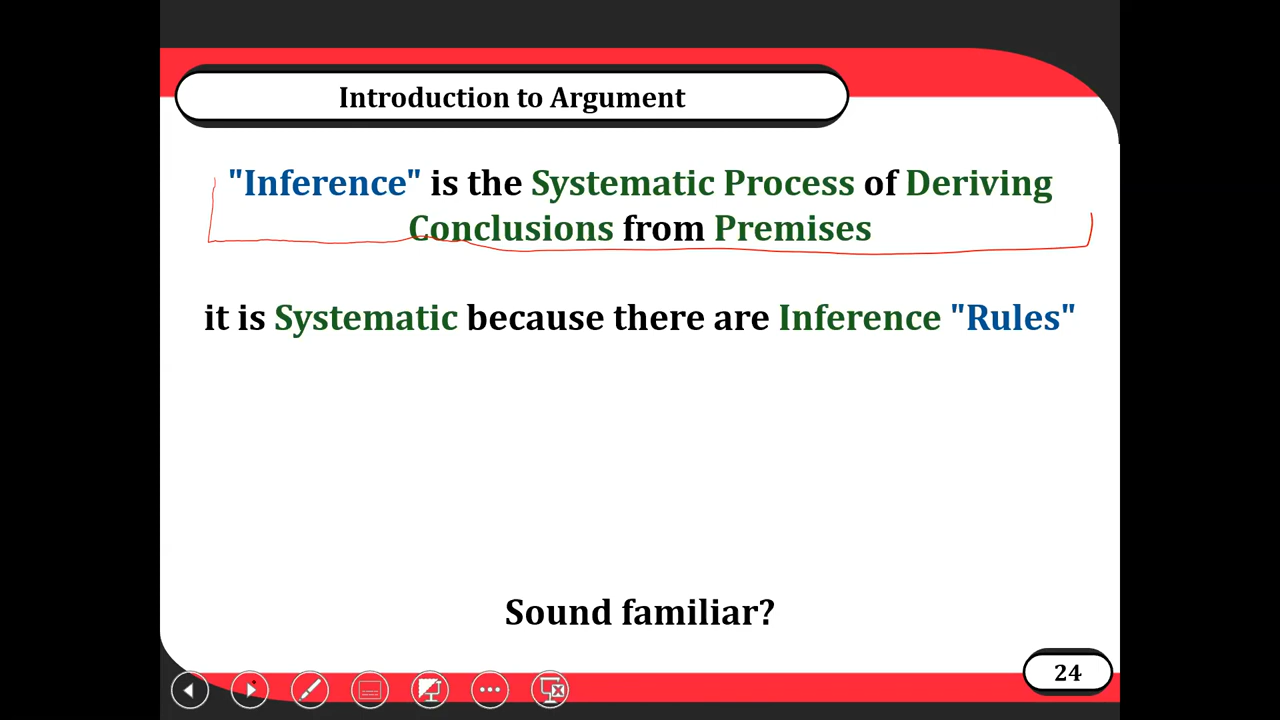 Introduction to Argument
"Inference" is the Systematic Process of Deriving
Conclusions from Premises
it is Systematic because there are Inference "Rules"
Sound familiar?
24